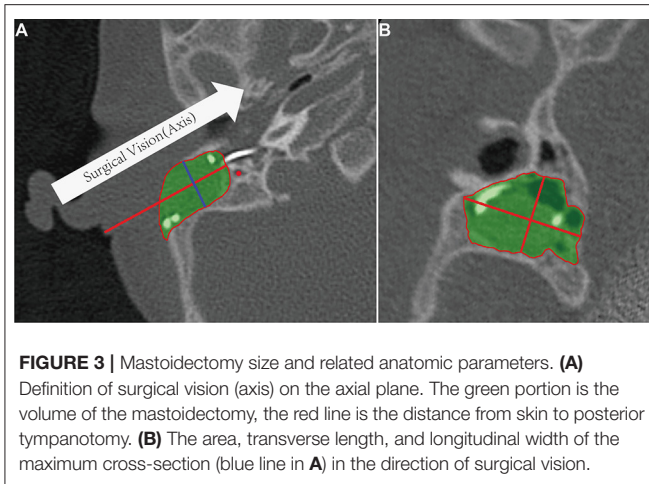 A
B
Surgical Vision(Axis)
FIGURE 3 | Mastoidectomy size and related anatomic parameters. (A)
Definition of surgical vision (axis) on the axial plane. The green portion is the
volume of the mastoidectomy, the red line is the distance from skin to posterior
tympanotomy. (B) The area, transverse length, and longitudinal width of the
maximum cross-section (blue line in A) in the direction of surgical vision.